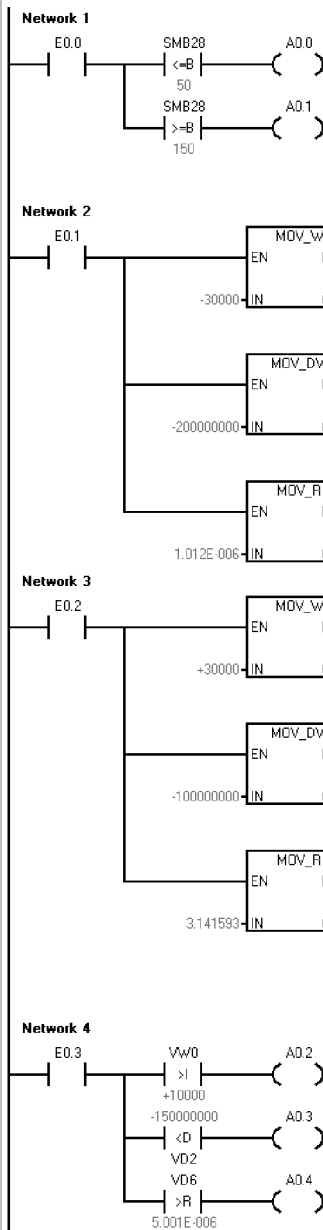 Network 1
E0.0 SMB28 A0.0
<=B
50
SMB28 A0.1
>=B
150
Network 2
E0.1 MOV_W
EN
-30000 IN
MOV_DW
EN
-200000000 IN
MOV_R
EN
1.012E-006 IN
Network 3
E0.2 MOV_W
EN
+30000 IN
MOV_DW
EN
-100000000 IN
MOV_R
EN
3.141593 IN
Network 4
E0.3 VW0 A0.2
>I
+10000
-150000000 A0.3
<D
VD2
VD6 A0.4
>R
5.001E-006